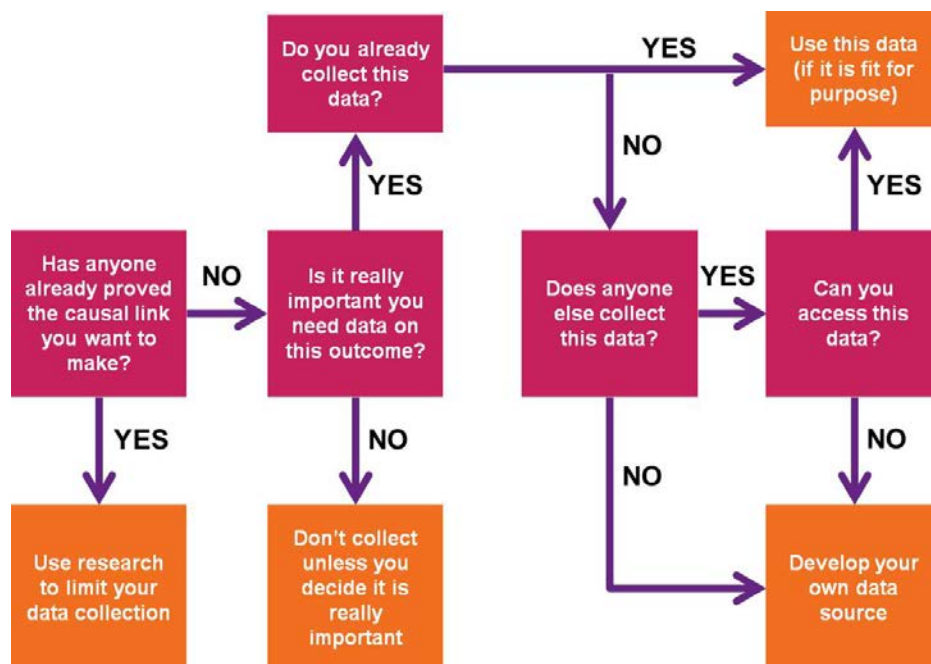 Do you already
collect this
data?
YES
Use this data
(if it is fit for
purpose)
NO
YES
YES
Has anyone
already proved
the causal link
you want to
make?
NO
Is it really
important you
need data on
this outcome?
Does anyone
else collect
this data?
YES
Can you
access this
data?
YES
NO
NO
NO
Use research
to limit your
data collection
Don't collect
unless you
decide it is
really
important
Develop your
own data
source